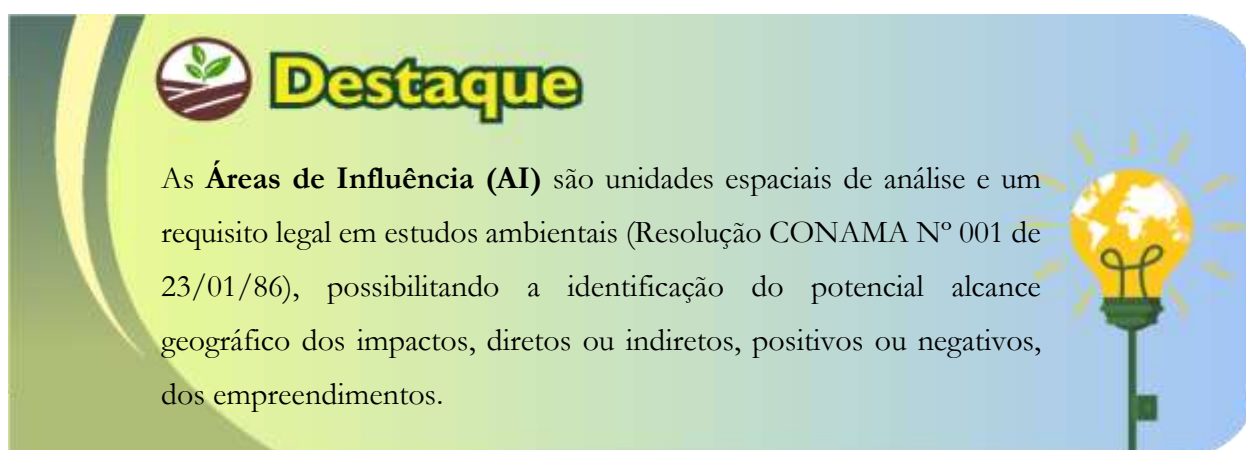 Destaque
As Áreas de Influência (AI) são unidades espaciais de análise e um
requisito legal em estudos ambientais (Resolução CONAMA Nº 001 de
23/01/86), possibilitando a identificação do potencial alcance
geográfico dos impactos, diretos ou indiretos, positivos ou negativos,
dos empreendimentos.